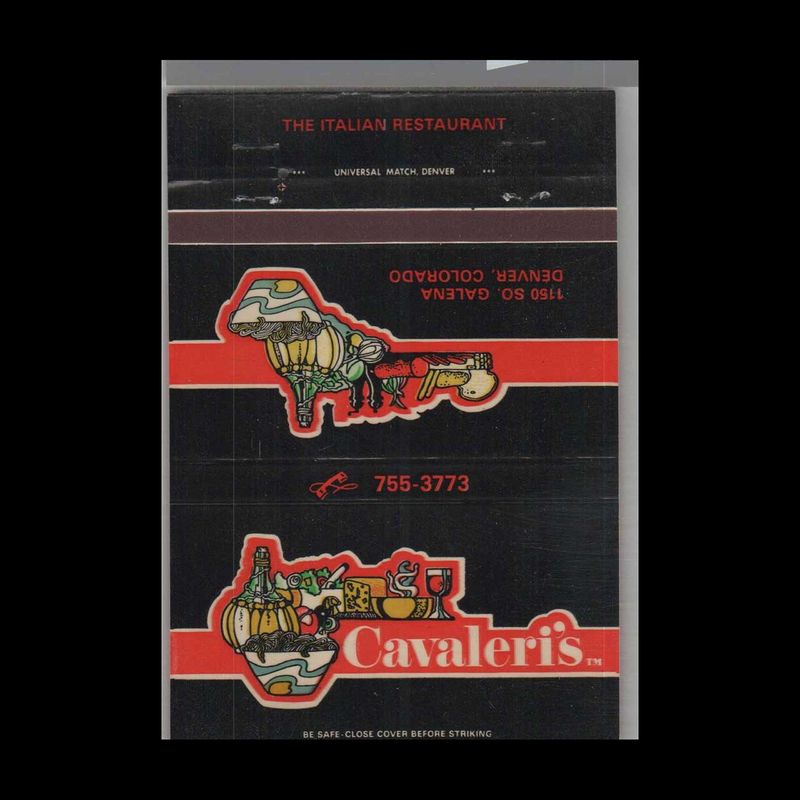 THE ITALIAN RESTAURANT
*** UNIVERSAL MATCH, DENVER ***
1150 SO. GALENA
DENVER, COLORADO
755-3773
Cavaleri's TM
BE SAFE-CLOSE COVER BEFORE STRIKING